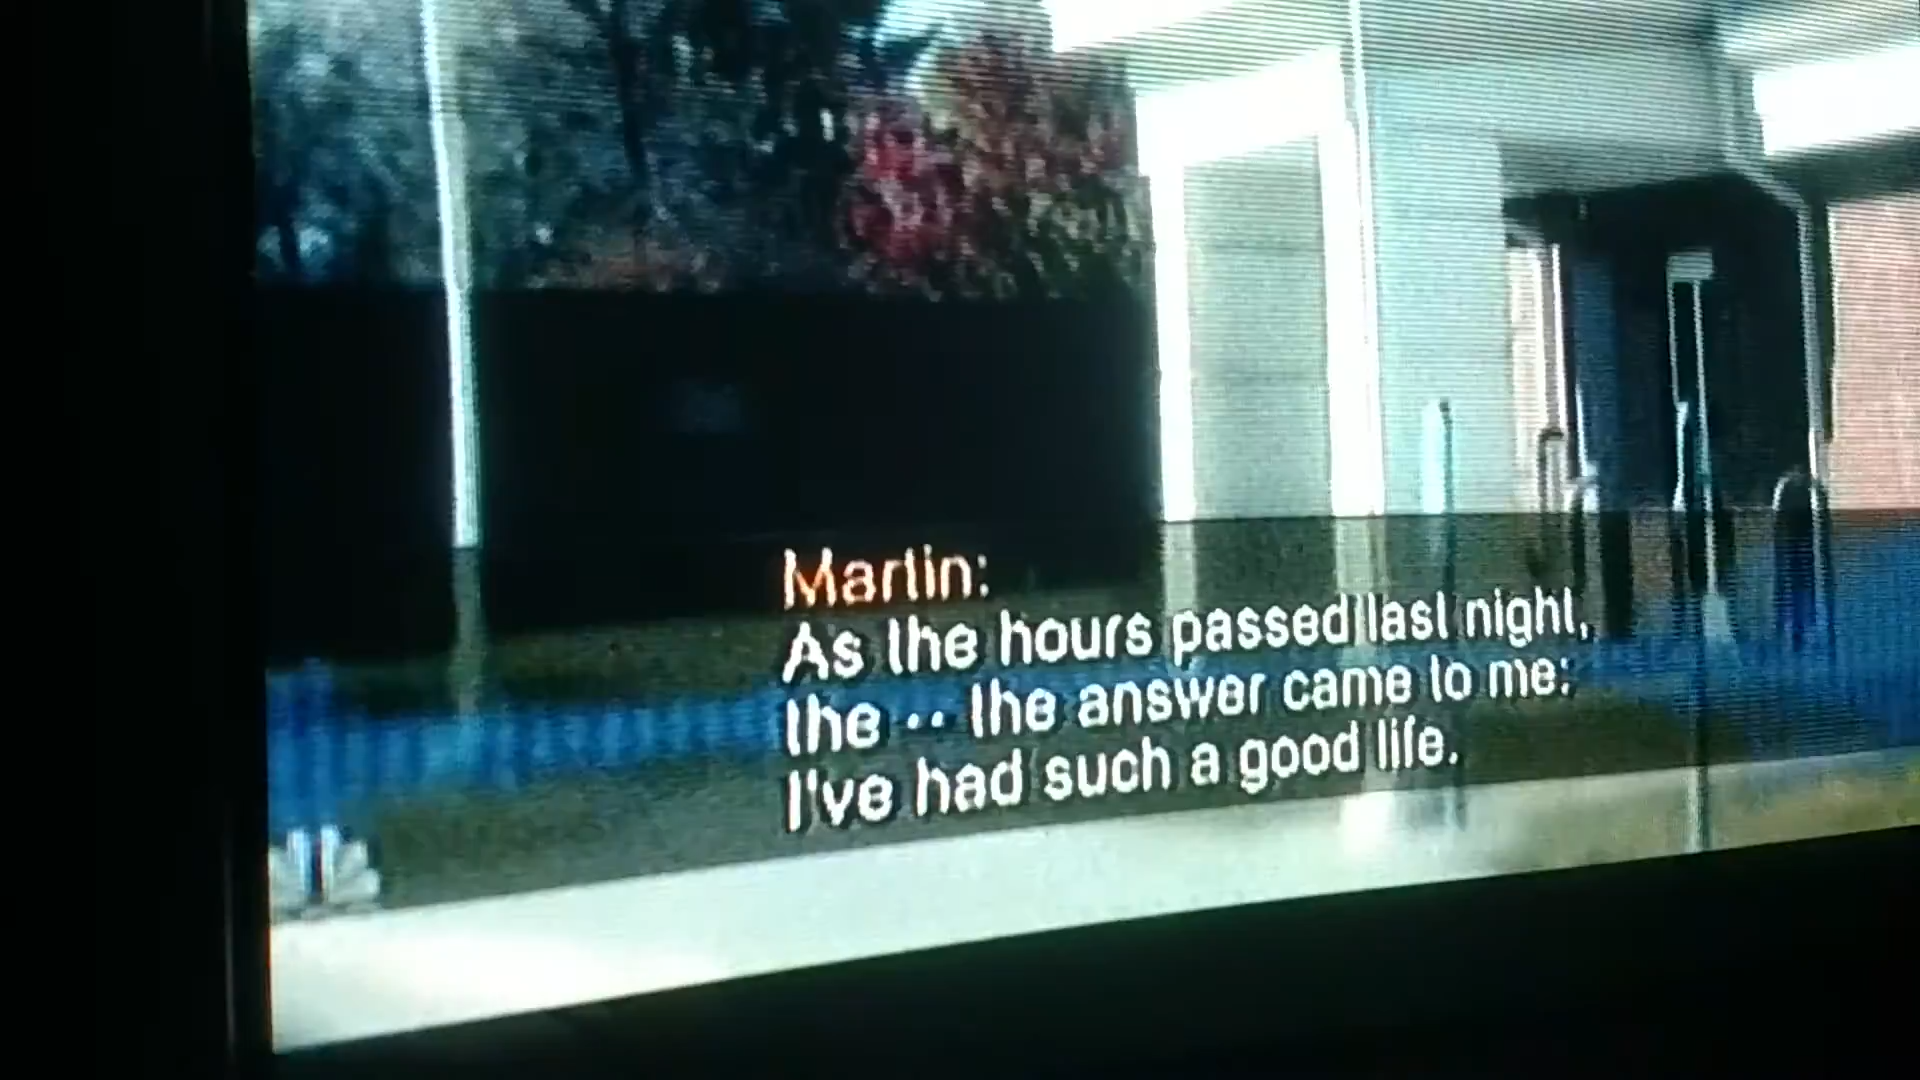 Martin:
As the hours passed last night,
the -- the answer came to me:
I've had such a good life.